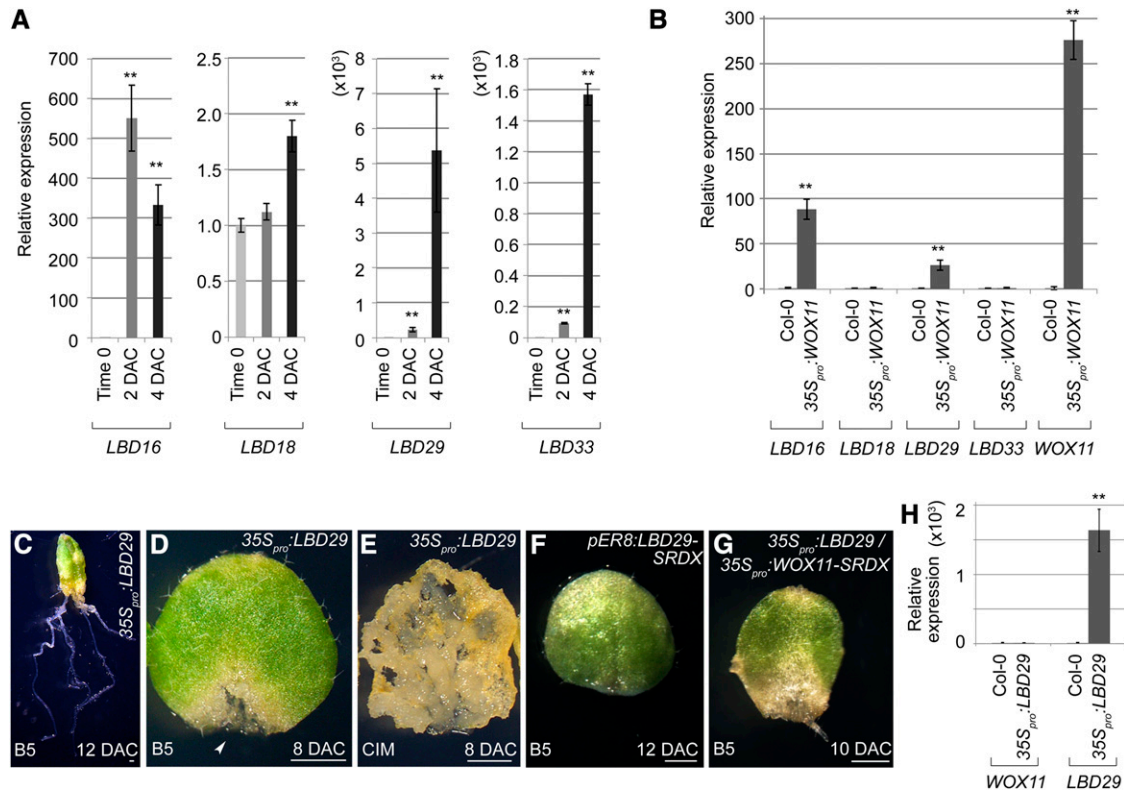 A
Relative expression
700
600
500
400
300
200
100
0
**
**
Time 0
2 DAC
4 DAC
LBD16
2.5
2.0
1.5
1.0
0.5
0
**
Time 0
2 DAC
4 DAC
LBD18
(x10³)
8
7
6
5
4
3
2
1
0
**
**
Time 0
2 DAC
4 DAC
LBD29
(x10³)
1.8
1.6
1.4
1.2
1
0.8
0.6
0.4
0.2
0
**
**
Time 0
2 DAC
4 DAC
LBD33
B
Relative expression
300
250
200
150
100
50
0
**
**
**
Col-0
35Spro:WOX11
Col-0
35Spro:WOX11
Col-0
35Spro:WOX11
Col-0
35Spro:WOX11
Col-0
35Spro:WOX11
LBD16
LBD18
LBD29
LBD33
WOX11
C
35Spro:LBD29
B5
12 DAC
D
35Spro:LBD29
B5
8 DAC
E
35Spro:LBD29
CIM
8 DAC
F
pER8:LBD29-
SRDX
B5
12 DAC
G
35Spro:LBD29 /
35Spro:WOX11-SRDX
B5
10 DAC
H
Relative
expression (x10³)
2
1
0
**
Col-0
35Spro:LBD29
Col-0
35Spro:LBD29
WOX11
LBD29